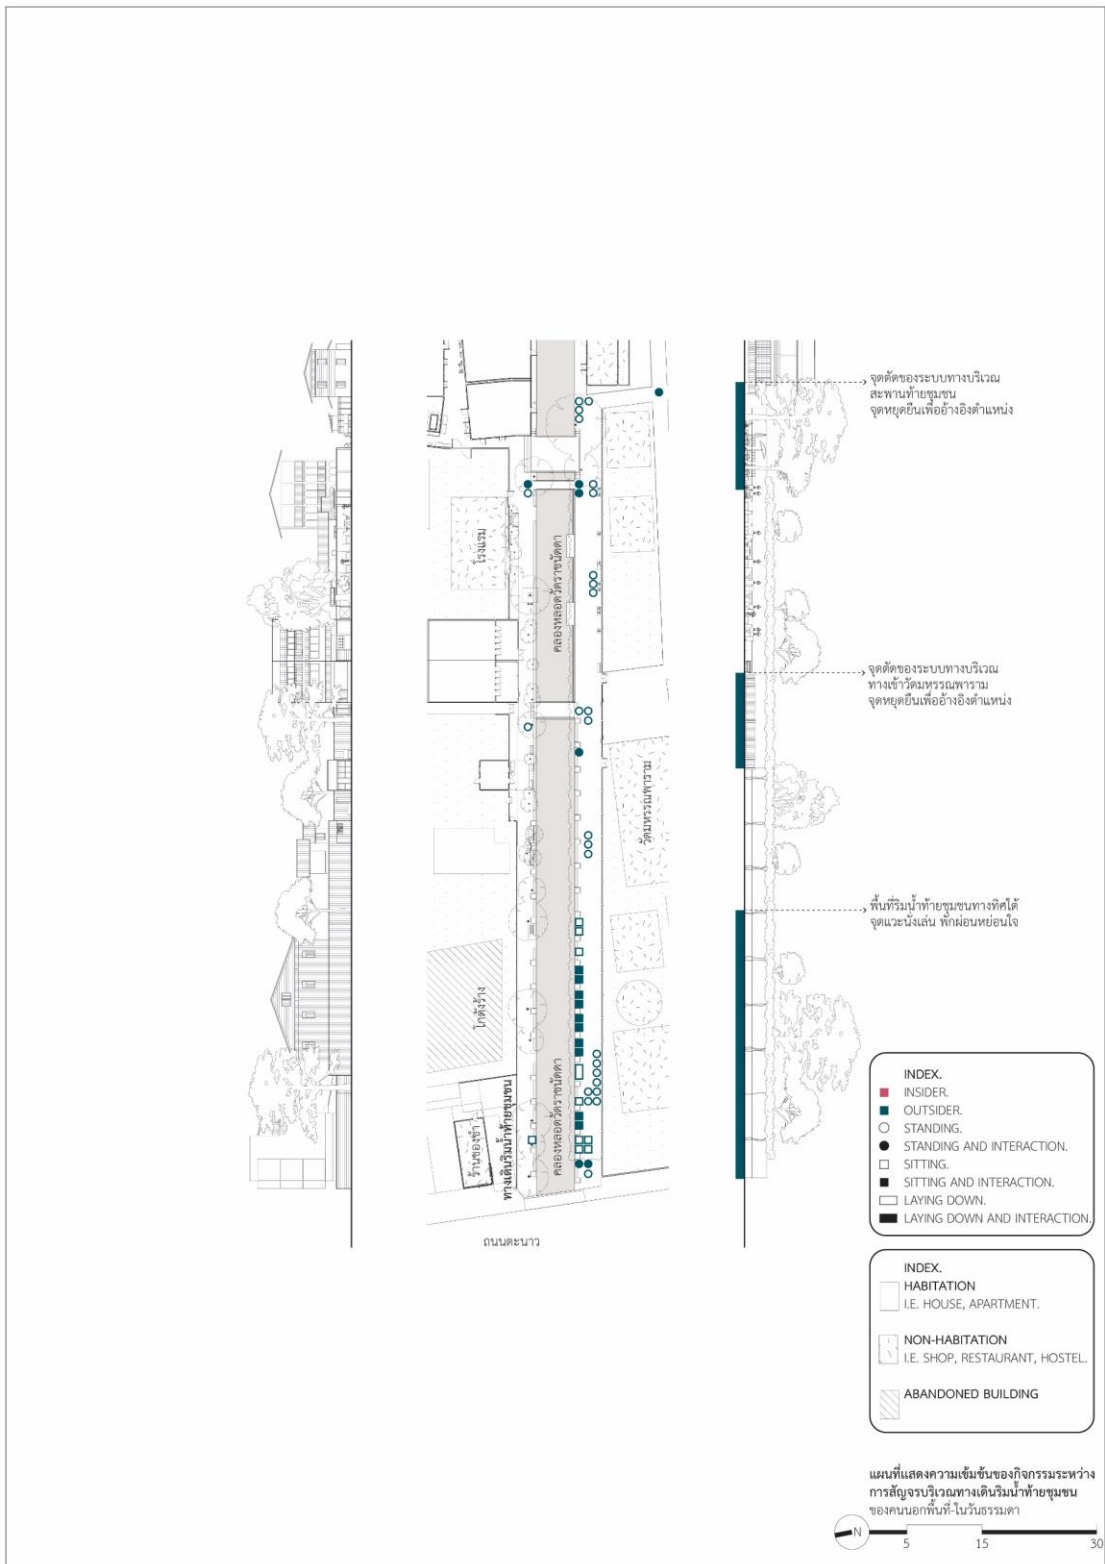 จุดตัดของระบบทางบริเวณ
สะพานท้ายชุมชน
จุดหยุดยืนเพื่ออ้างอิงตำแหน่ง
โรงแรม
คลองหลอดวัดราชนัดดา
จุดตัดของระบบทางบริเวณ
ทางเข้าวัดมหรรณพาราม
จุดหยุดยืนเพื่ออ้างอิงตำแหน่ง
วัดมหรรณพาราม
พื้นที่ริมน้ำท้ายชุมชนทางทิศใต้
จุดแวะนั่งเล่น พักผ่อนหย่อนใจ
โกดังร้าง
ร้านของชำ
ทางเดินริมน้ำท้ายชุมชน
คลองหลอดวัดราชนัดดา
ถนนตะนาว
INDEX.
INSIDER.
OUTSIDER.
STANDING.
STANDING AND INTERACTION.
SITTING.
SITTING AND INTERACTION.
LAYING DOWN.
LAYING DOWN AND INTERACTION.
INDEX.
HABITATION
I.E. HOUSE, APARTMENT.
NON-HABITATION
I.E. SHOP, RESTAURANT, HOSTEL.
ABANDONED BUILDING
แผนที่แสดงความเข้มข้นของกิจกรรมระหว่าง
การสัญจรบริเวณทางเดินริมน้ำท้ายชุมชน
ของคนนอกพื้นที่-ในวันธรรมดา
N
5 15 30